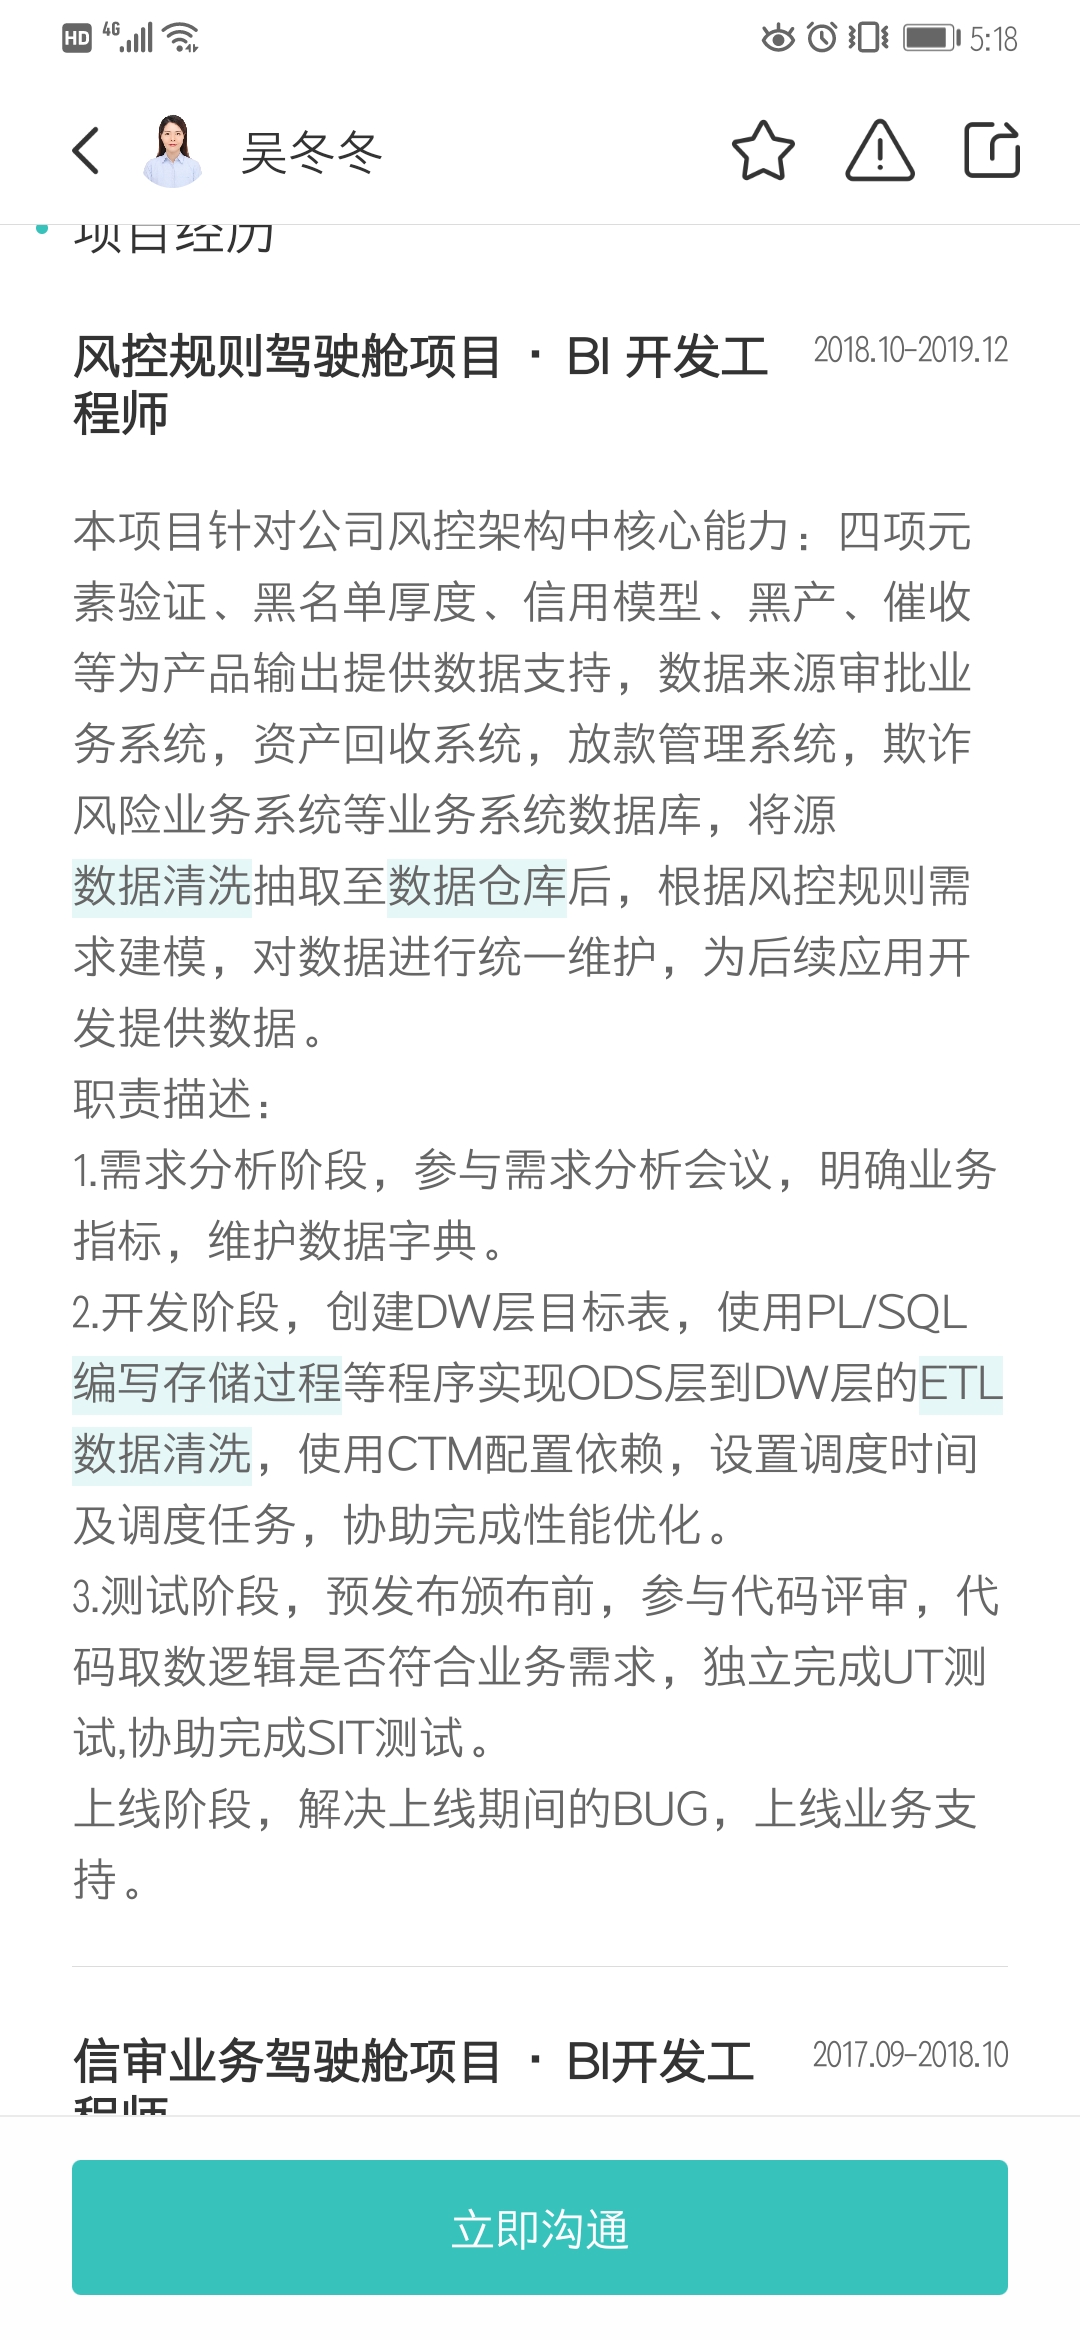 HD 4G 5:18
吴冬冬
项目经历
风控规则驾驶舱项目 · BI 开发工 2018.10-2019.12
程师
本项目针对公司风控架构中核心能力：四项元
素验证、黑名单厚度、信用模型、黑产、催收
等为产品输出提供数据支持，数据来源审批业
务系统，资产回收系统，放款管理系统，欺诈
风险业务系统等业务系统数据库，将源
数据清洗抽取至数据仓库后，根据风控规则需
求建模，对数据进行统一维护，为后续应用开
发提供数据。
职责描述：
1.需求分析阶段，参与需求分析会议，明确业务
指标，维护数据字典。
2.开发阶段，创建DW层目标表，使用PL/SQL
编写存储过程等程序实现ODS层到DW层的ETL
数据清洗，使用CTM配置依赖，设置调度时间
及调度任务，协助完成性能优化。
3.测试阶段，预发布颁布前，参与代码评审，代
码取数逻辑是否符合业务需求，独立完成UT测
试,协助完成SIT测试。
上线阶段，解决上线期间的BUG，上线业务支
持。
信审业务驾驶舱项目 · BI开发工 2017.09-2018.10
程师
立即沟通